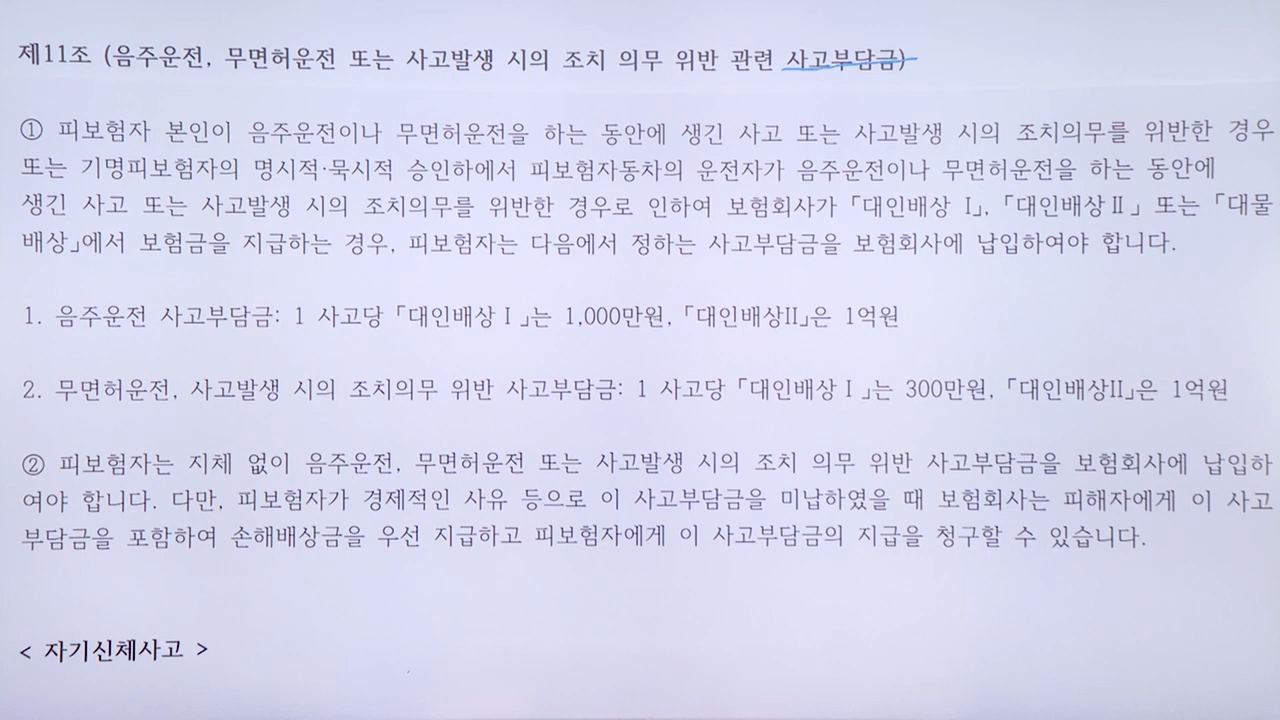 제11조 (음주운전, 무면허운전 또는 사고발생 시의 조치 의무 위반 관련 사고부담금)
① 피보험자 본인이 음주운전이나 무면허운전을 하는 동안에 생긴 사고 또는 사고발생 시의 조치의무를 위반한 경우
또는 기명피보험자의 명시적·묵시적 승인하에서 피보험자동차의 운전자가 음주운전이나 무면허운전을 하는 동안에
생긴 사고 또는 사고발생 시의 조치의무를 위반한 경우로 인하여 보험회사가 「대인배상 Ⅰ」, 「대인배상Ⅱ」 또는 「대물
배상」에서 보험금을 지급하는 경우, 피보험자는 다음에서 정하는 사고부담금을 보험회사에 납입하여야 합니다.
1. 음주운전 사고부담금: 1 사고당 「대인배상Ⅰ」는 1,000만원, 「대인배상II」은 1억원
2. 무면허운전, 사고발생 시의 조치의무 위반 사고부담금: 1 사고당 「대인배상Ⅰ」는 300만원, 「대인배상II」은 1억원
② 피보험자는 지체 없이 음주운전, 무면허운전 또는 사고발생 시의 조치 의무 위반 사고부담금을 보험회사에 납입하
여야 합니다. 다만, 피보험자가 경제적인 사유 등으로 이 사고부담금을 미납하였을 때 보험회사는 피해자에게 이 사고
부담금을 포함하여 손해배상금을 우선 지급하고 피보험자에게 이 사고부담금의 지급을 청구할 수 있습니다.
< 자기신체사고 >